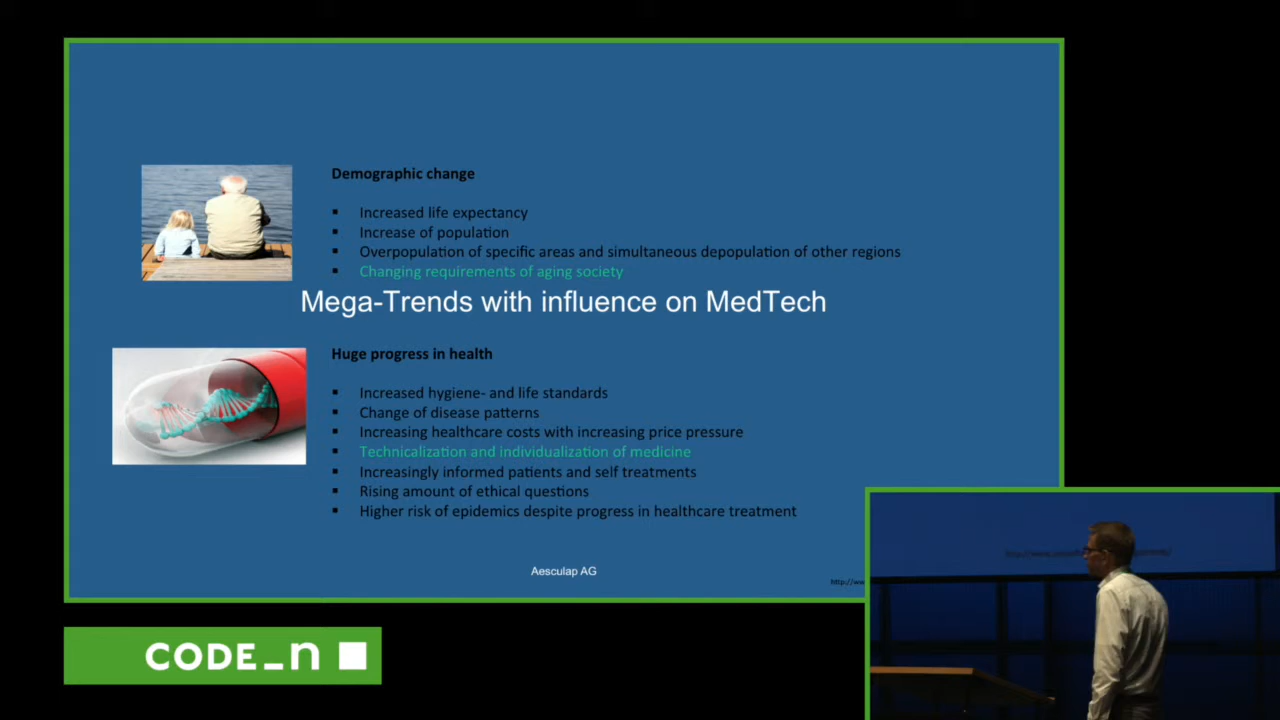 Demographic change
▪ Increased life expectancy
▪ Increase of population
▪ Overpopulation of specific areas and simultaneous depopulation of other regions
▪ Changing requirements of aging society
Mega-Trends with influence on MedTech
Huge progress in health
▪ Increased hygiene- and life standards
▪ Change of disease patterns
▪ Increasing healthcare costs with increasing price pressure
▪ Technicalization and individualization of medicine
▪ Increasingly informed patients and self treatments
▪ Rising amount of ethical questions
▪ Higher risk of epidemics despite progress in healthcare treatment
Aesculap AG
http://ww
CODE_n